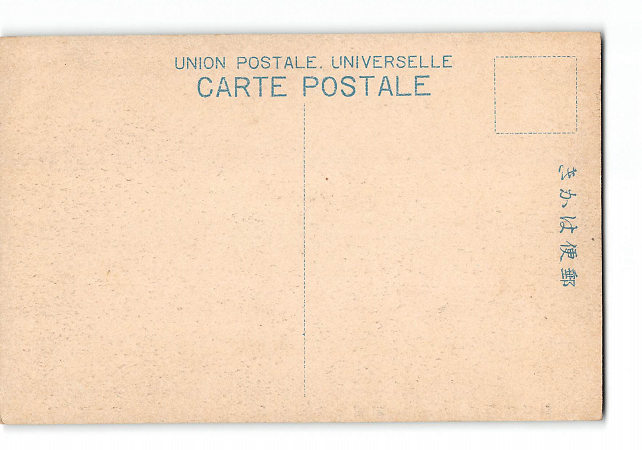 UNION POSTALE. UNIVERSELLE
CARTE POSTALE
きかは便郵